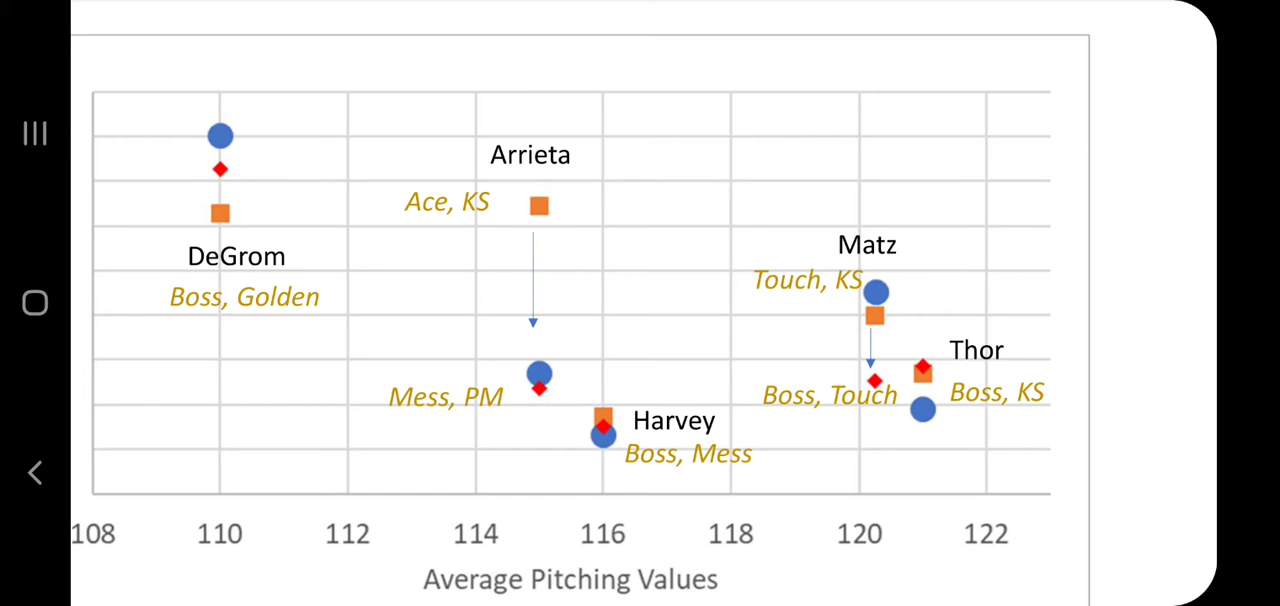 Arrieta
Ace, KS
Matz
DeGrom
Touch, KS
Boss, Golden
Thor
Mess, PM
Boss, Touch
Boss, KS
Harvey
Boss, Mess
108 110 112 114 116 118 120 122
Average Pitching Values